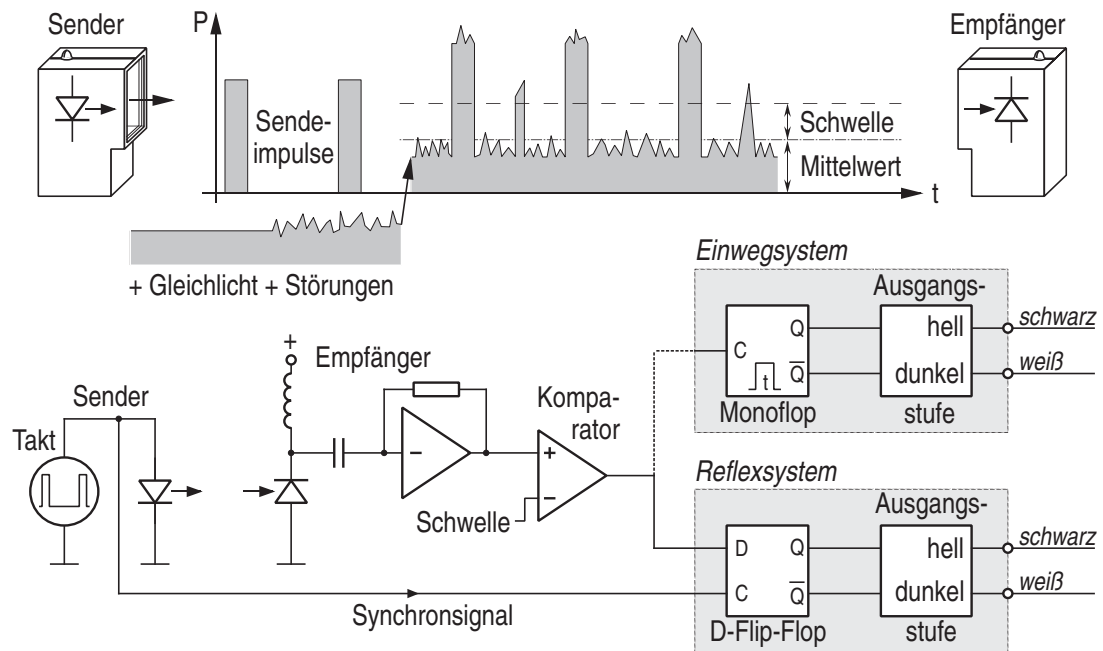 Sender
P
Empfänger
Sende-
impulse
Schwelle
Mittelwert
t
+ Gleichlicht + Störungen
Einwegsystem
Ausgangs-
C
Q
Q
t
Monoflop
hell
dunkel
stufe
schwarz
weiß
+
Empfänger
Sender
Takt
Kompa-
rator
−
+
−
Schwelle
Reflexsystem
Ausgangs-
D
Q
C
Q
D-Flip-Flop
hell
dunkel
stufe
schwarz
weiß
Synchronsignal